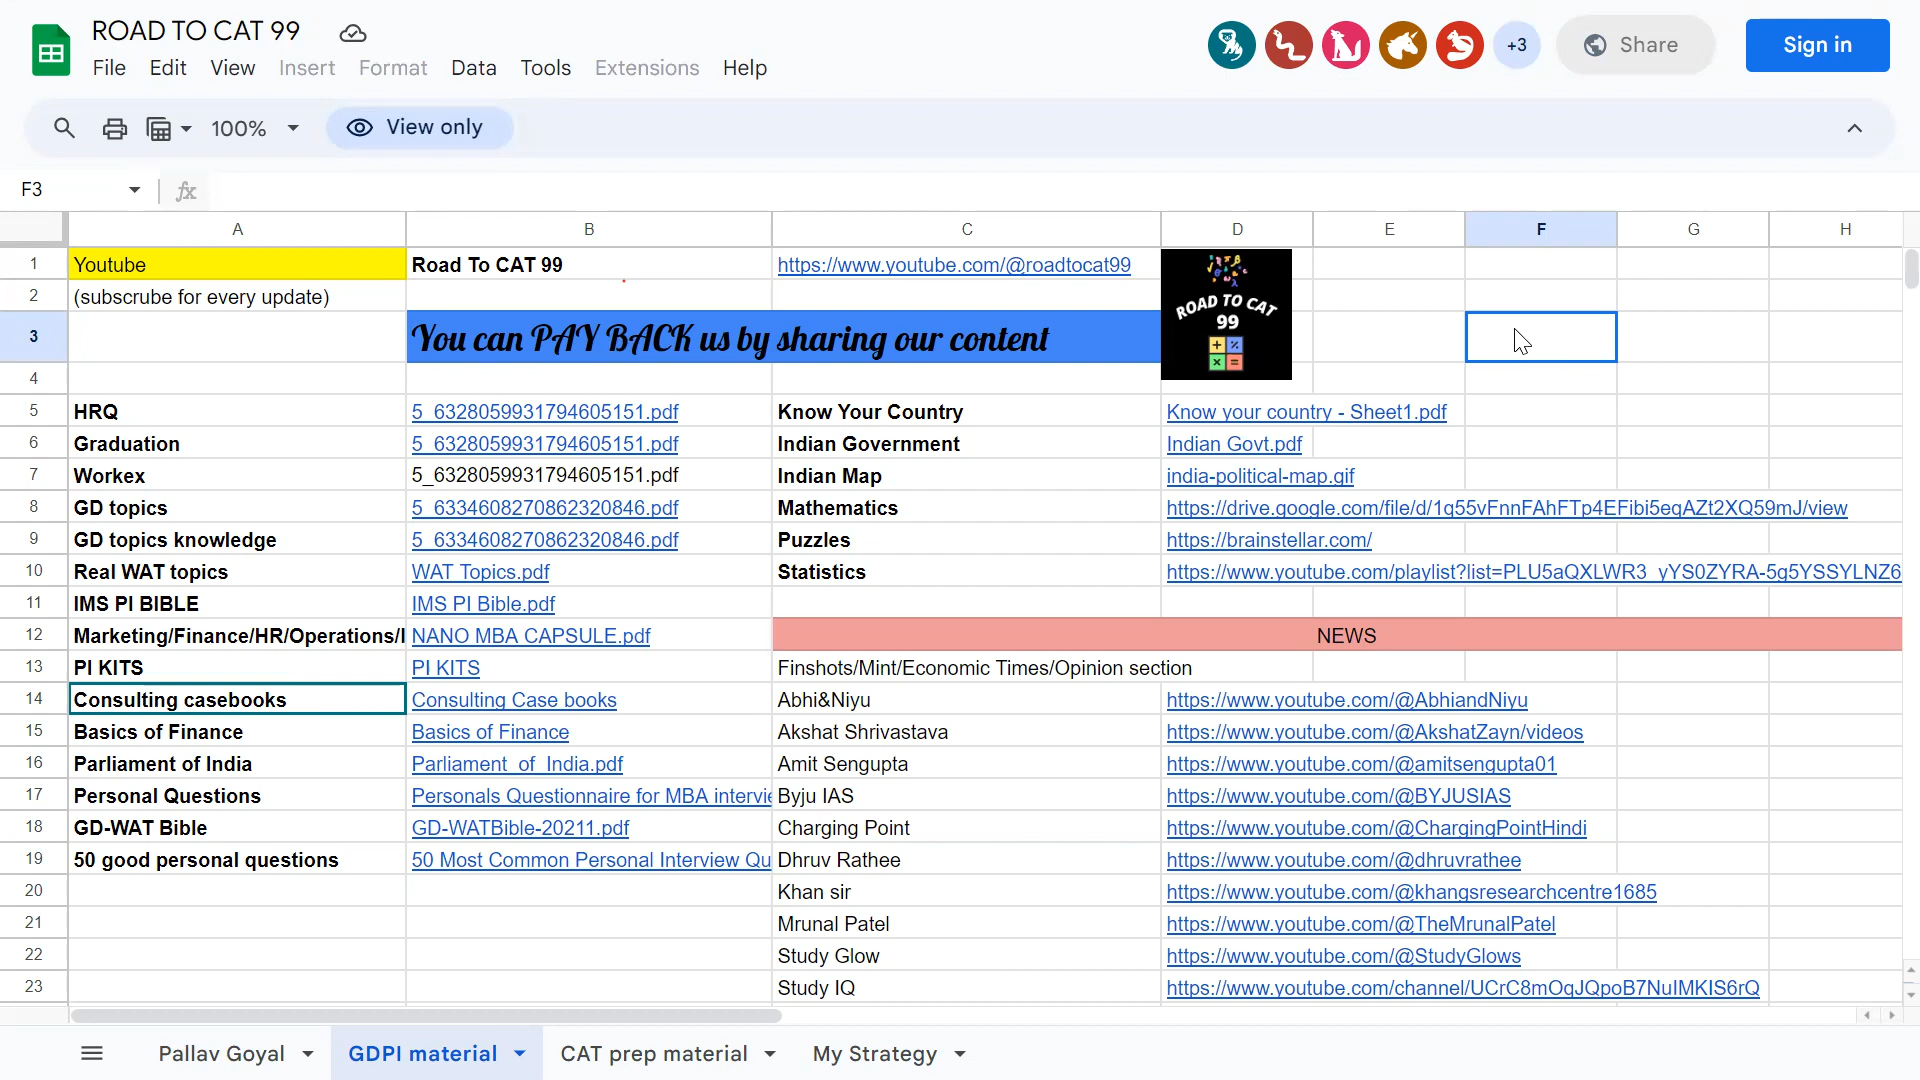 ROAD TO CAT 99
File Edit View Insert Format Data Tools Extensions Help
+3
Share
Sign in
100%
View only
F3
fx
A B C D E F G H
1 Youtube Road To CAT 99 https://www.youtube.com/@roadtocat99
2 (subscrube for every update)
ROAD TO CAT
99
3 You can PAY BACK us by sharing our content
4
5 HRQ 5_6328059931794605151.pdf Know Your Country Know your country - Sheet1.pdf
6 Graduation 5_6328059931794605151.pdf Indian Government Indian Govt.pdf
7 Workex 5_6328059931794605151.pdf Indian Map india-political-map.gif
8 GD topics 5_6334608270862320846.pdf Mathematics https://drive.google.com/file/d/1q55vFnnFAhFTp4EFibi5eqAZt2XQ59mJ/view
9 GD topics knowledge 5_6334608270862320846.pdf Puzzles https://brainstellar.com/
10 Real WAT topics WAT Topics.pdf Statistics https://www.youtube.com/playlist?list=PLU5aQXLWR3_yYS0ZYRA-5g5YSSYLNZ6
11 IMS PI BIBLE IMS PI Bible.pdf
12 Marketing/Finance/HR/Operations/I NANO MBA CAPSULE.pdf NEWS
13 PI KITS PI KITS Finshots/Mint/Economic Times/Opinion section
14 Consulting casebooks Consulting Case books Abhi&Niyu https://www.youtube.com/@AbhiandNiyu
15 Basics of Finance Basics of Finance Akshat Shrivastava https://www.youtube.com/@AkshatZayn/videos
16 Parliament of India Parliament_of_India.pdf Amit Sengupta https://www.youtube.com/@amitsengupta01
17 Personal Questions Personals Questionnaire for MBA intervie Byju IAS https://www.youtube.com/@BYJUSIAS
18 GD-WAT Bible GD-WATBible-20211.pdf Charging Point https://www.youtube.com/@ChargingPointHindi
19 50 good personal questions 50 Most Common Personal Interview Qu Dhruv Rathee https://www.youtube.com/@dhruvrathee
20 Khan sir https://www.youtube.com/@khangsresearchcentre1685
21 Mrunal Patel https://www.youtube.com/@TheMrunalPatel
22 Study Glow https://www.youtube.com/@StudyGlows
23 Study IQ https://www.youtube.com/channel/UCrC8mOqJQpoB7NuIMKIS6rQ
Pallav Goyal GDPI material CAT prep material My Strategy